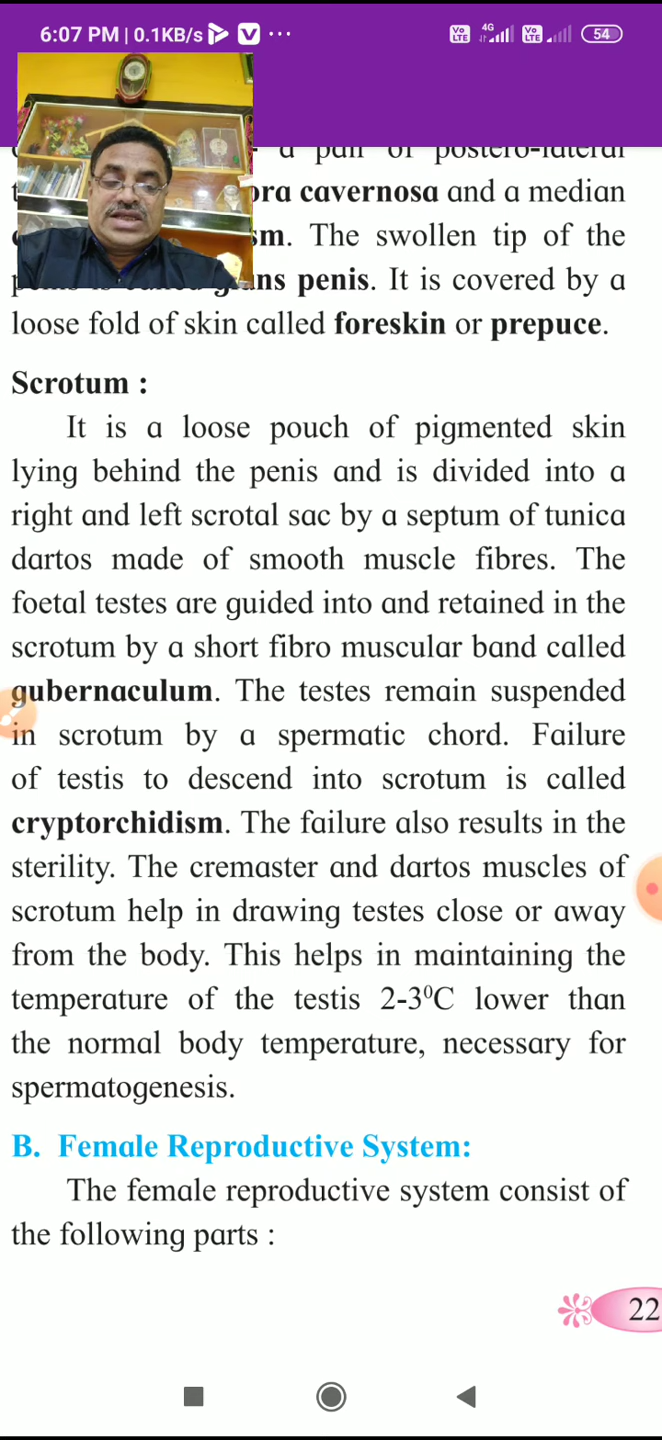 6:07 PM | 0.1KB/s ...
Vo LTE 4G Vo LTE 54
a pair of postero-lateral
cavernosa and a median
The swollen tip of the
penis. It is covered by a
loose fold of skin called foreskin or prepuce.
Scrotum :
It is a loose pouch of pigmented skin
lying behind the penis and is divided into a
right and left scrotal sac by a septum of tunica
dartos made of smooth muscle fibres. The
foetal testes are guided into and retained in the
scrotum by a short fibro muscular band called
gubernaculum. The testes remain suspended
in scrotum by a spermatic chord. Failure
of testis to descend into scrotum is called
cryptorchidism. The failure also results in the
sterility. The cremaster and dartos muscles of
scrotum help in drawing testes close or away
from the body. This helps in maintaining the
temperature of the testis 2-3⁰C lower than
the normal body temperature, necessary for
spermatogenesis.
B. Female Reproductive System:
The female reproductive system consist of
the following parts :
22